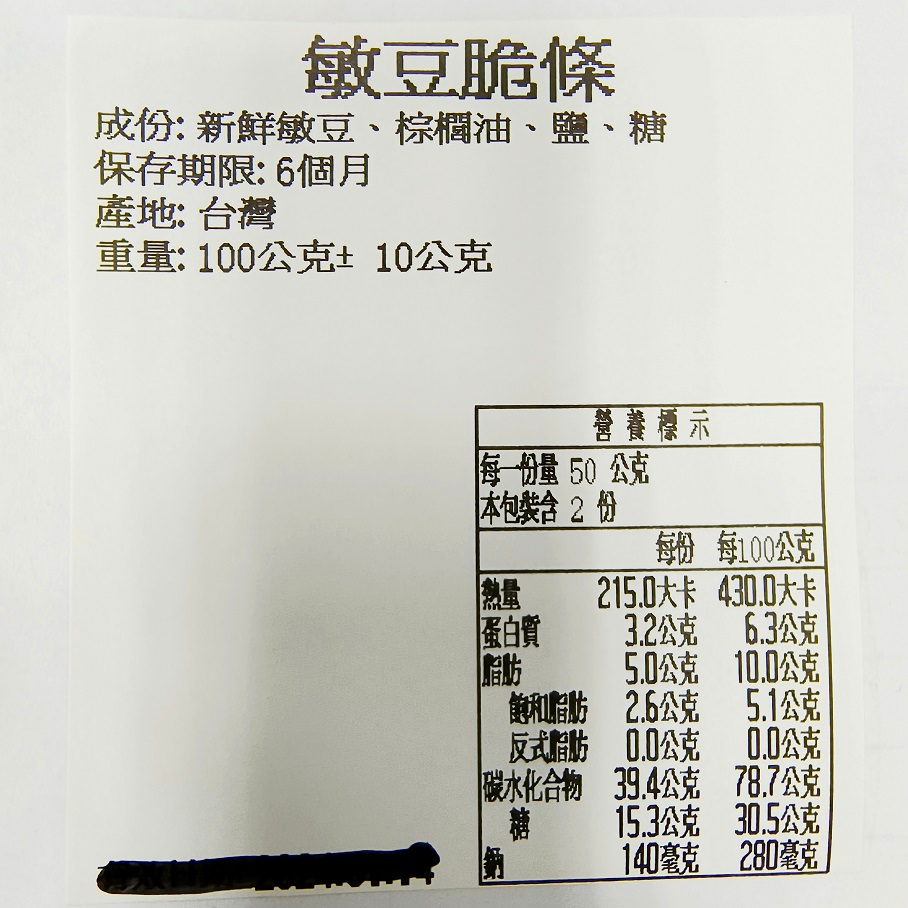 敏豆脆條
成份: 新鮮敏豆、棕櫚油、鹽、糖
保存期限: 6個月
產地: 台灣
重量: 100公克± 10公克
營養標示
每一份量 50 公克
本包裝含 2 份
每份 每100公克
熱量 215.0大卡 430.0大卡
蛋白質 3.2公克 6.3公克
脂肪 5.0公克 10.0公克
飽和脂肪 2.6公克 5.1公克
反式脂肪 0.0公克 0.0公克
碳水化合物 39.4公克 78.7公克
糖 15.3公克 30.5公克
鈉 140毫克 280毫克